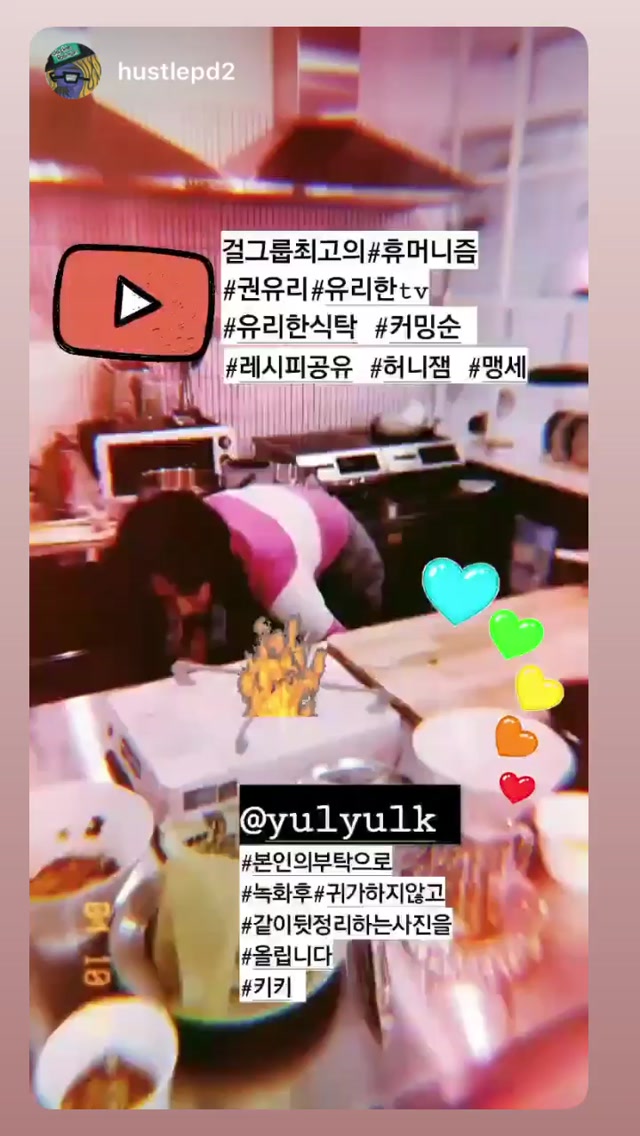 hustlepd2
걸그룹최고의#휴머니즘
#권유리#유리한tv
#유리한식탁 #커밍순
#레시피공유 #허니잼 #맹세
@yulyulk
#본인의부탁으로
#녹화후#귀가하지않고
#같이뒷정리하는사진을
#올립니다
#키키
04 10